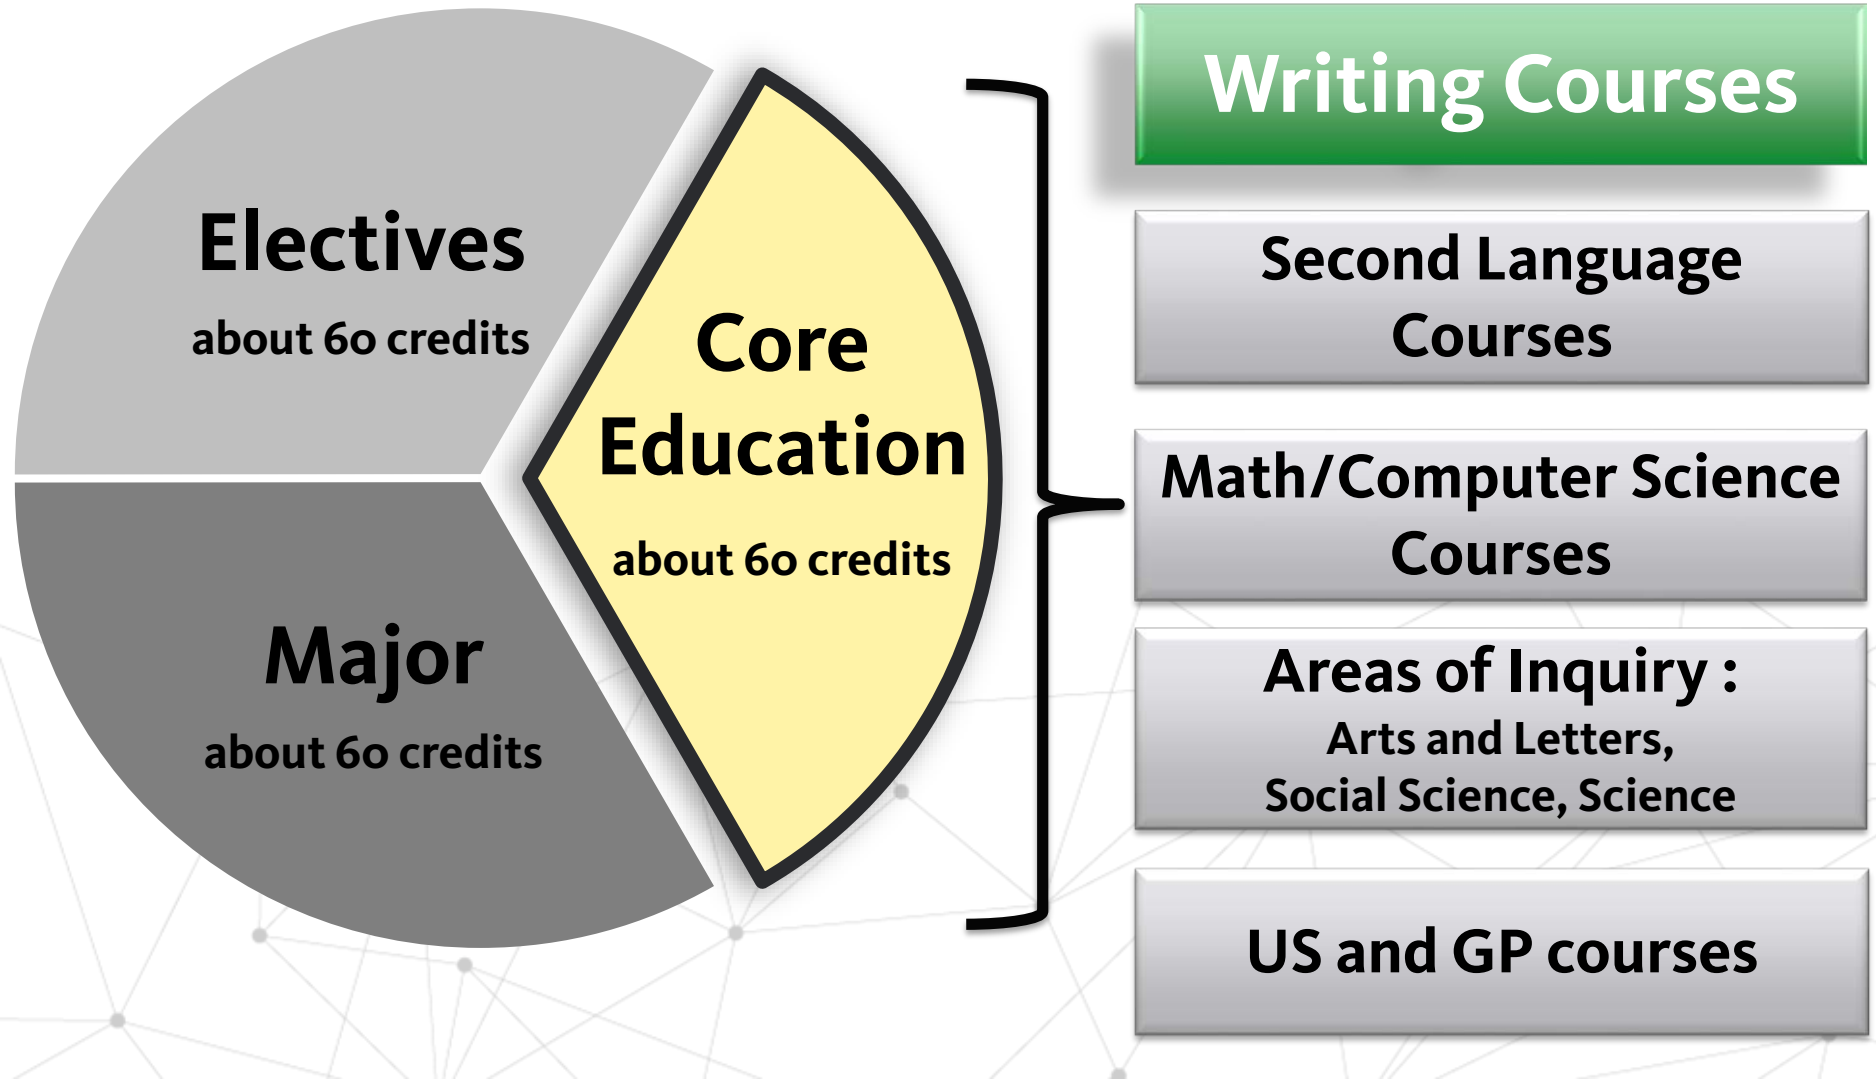 Electives
about 60 credits
Major
about 60 credits
Core
Education
about 60 credits
Writing Courses
Second Language
Courses
Math/Computer Science
Courses
Areas of Inquiry :
Arts and Letters,
Social Science, Science
US and GP courses